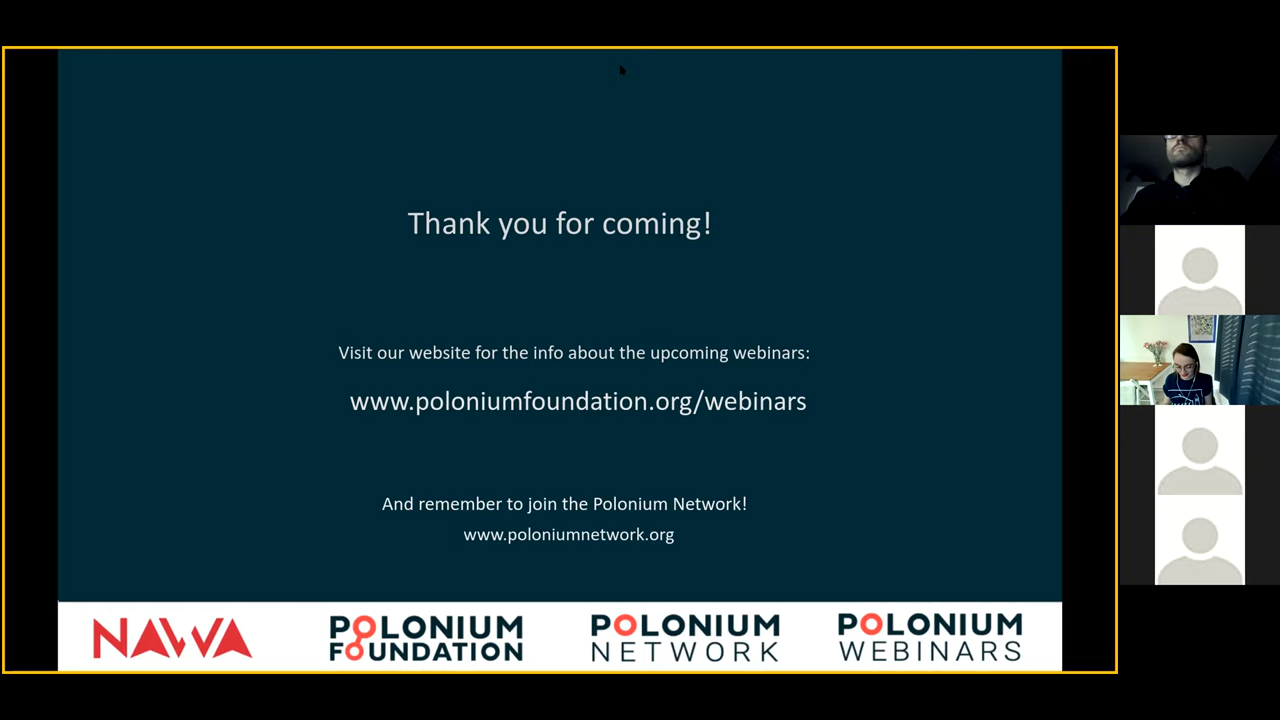 Thank you for coming!
Visit our website for the info about the upcoming webinars:
www.poloniumfoundation.org/webinars
And remember to join the Polonium Network!
www.poloniumnetwork.org
NAWA
POLONIUM
FOUNDATION
POLONIUM
NETWORK
POLONIUM
WEBINARS